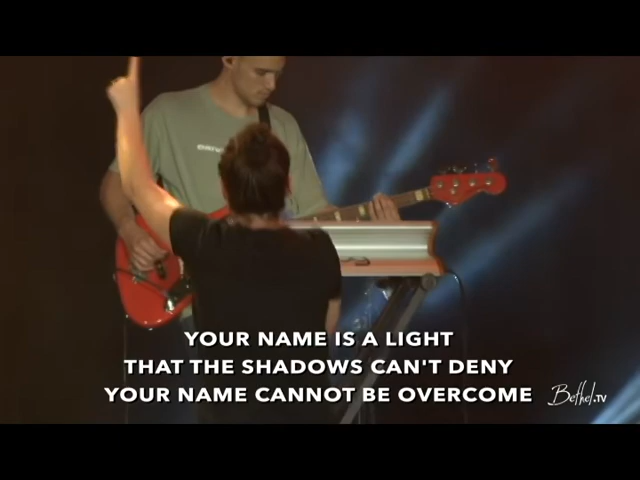 YOUR NAME IS A LIGHT
THAT THE SHADOWS CAN'T DENY
YOUR NAME CANNOT BE OVERCOME
Bethel.TV